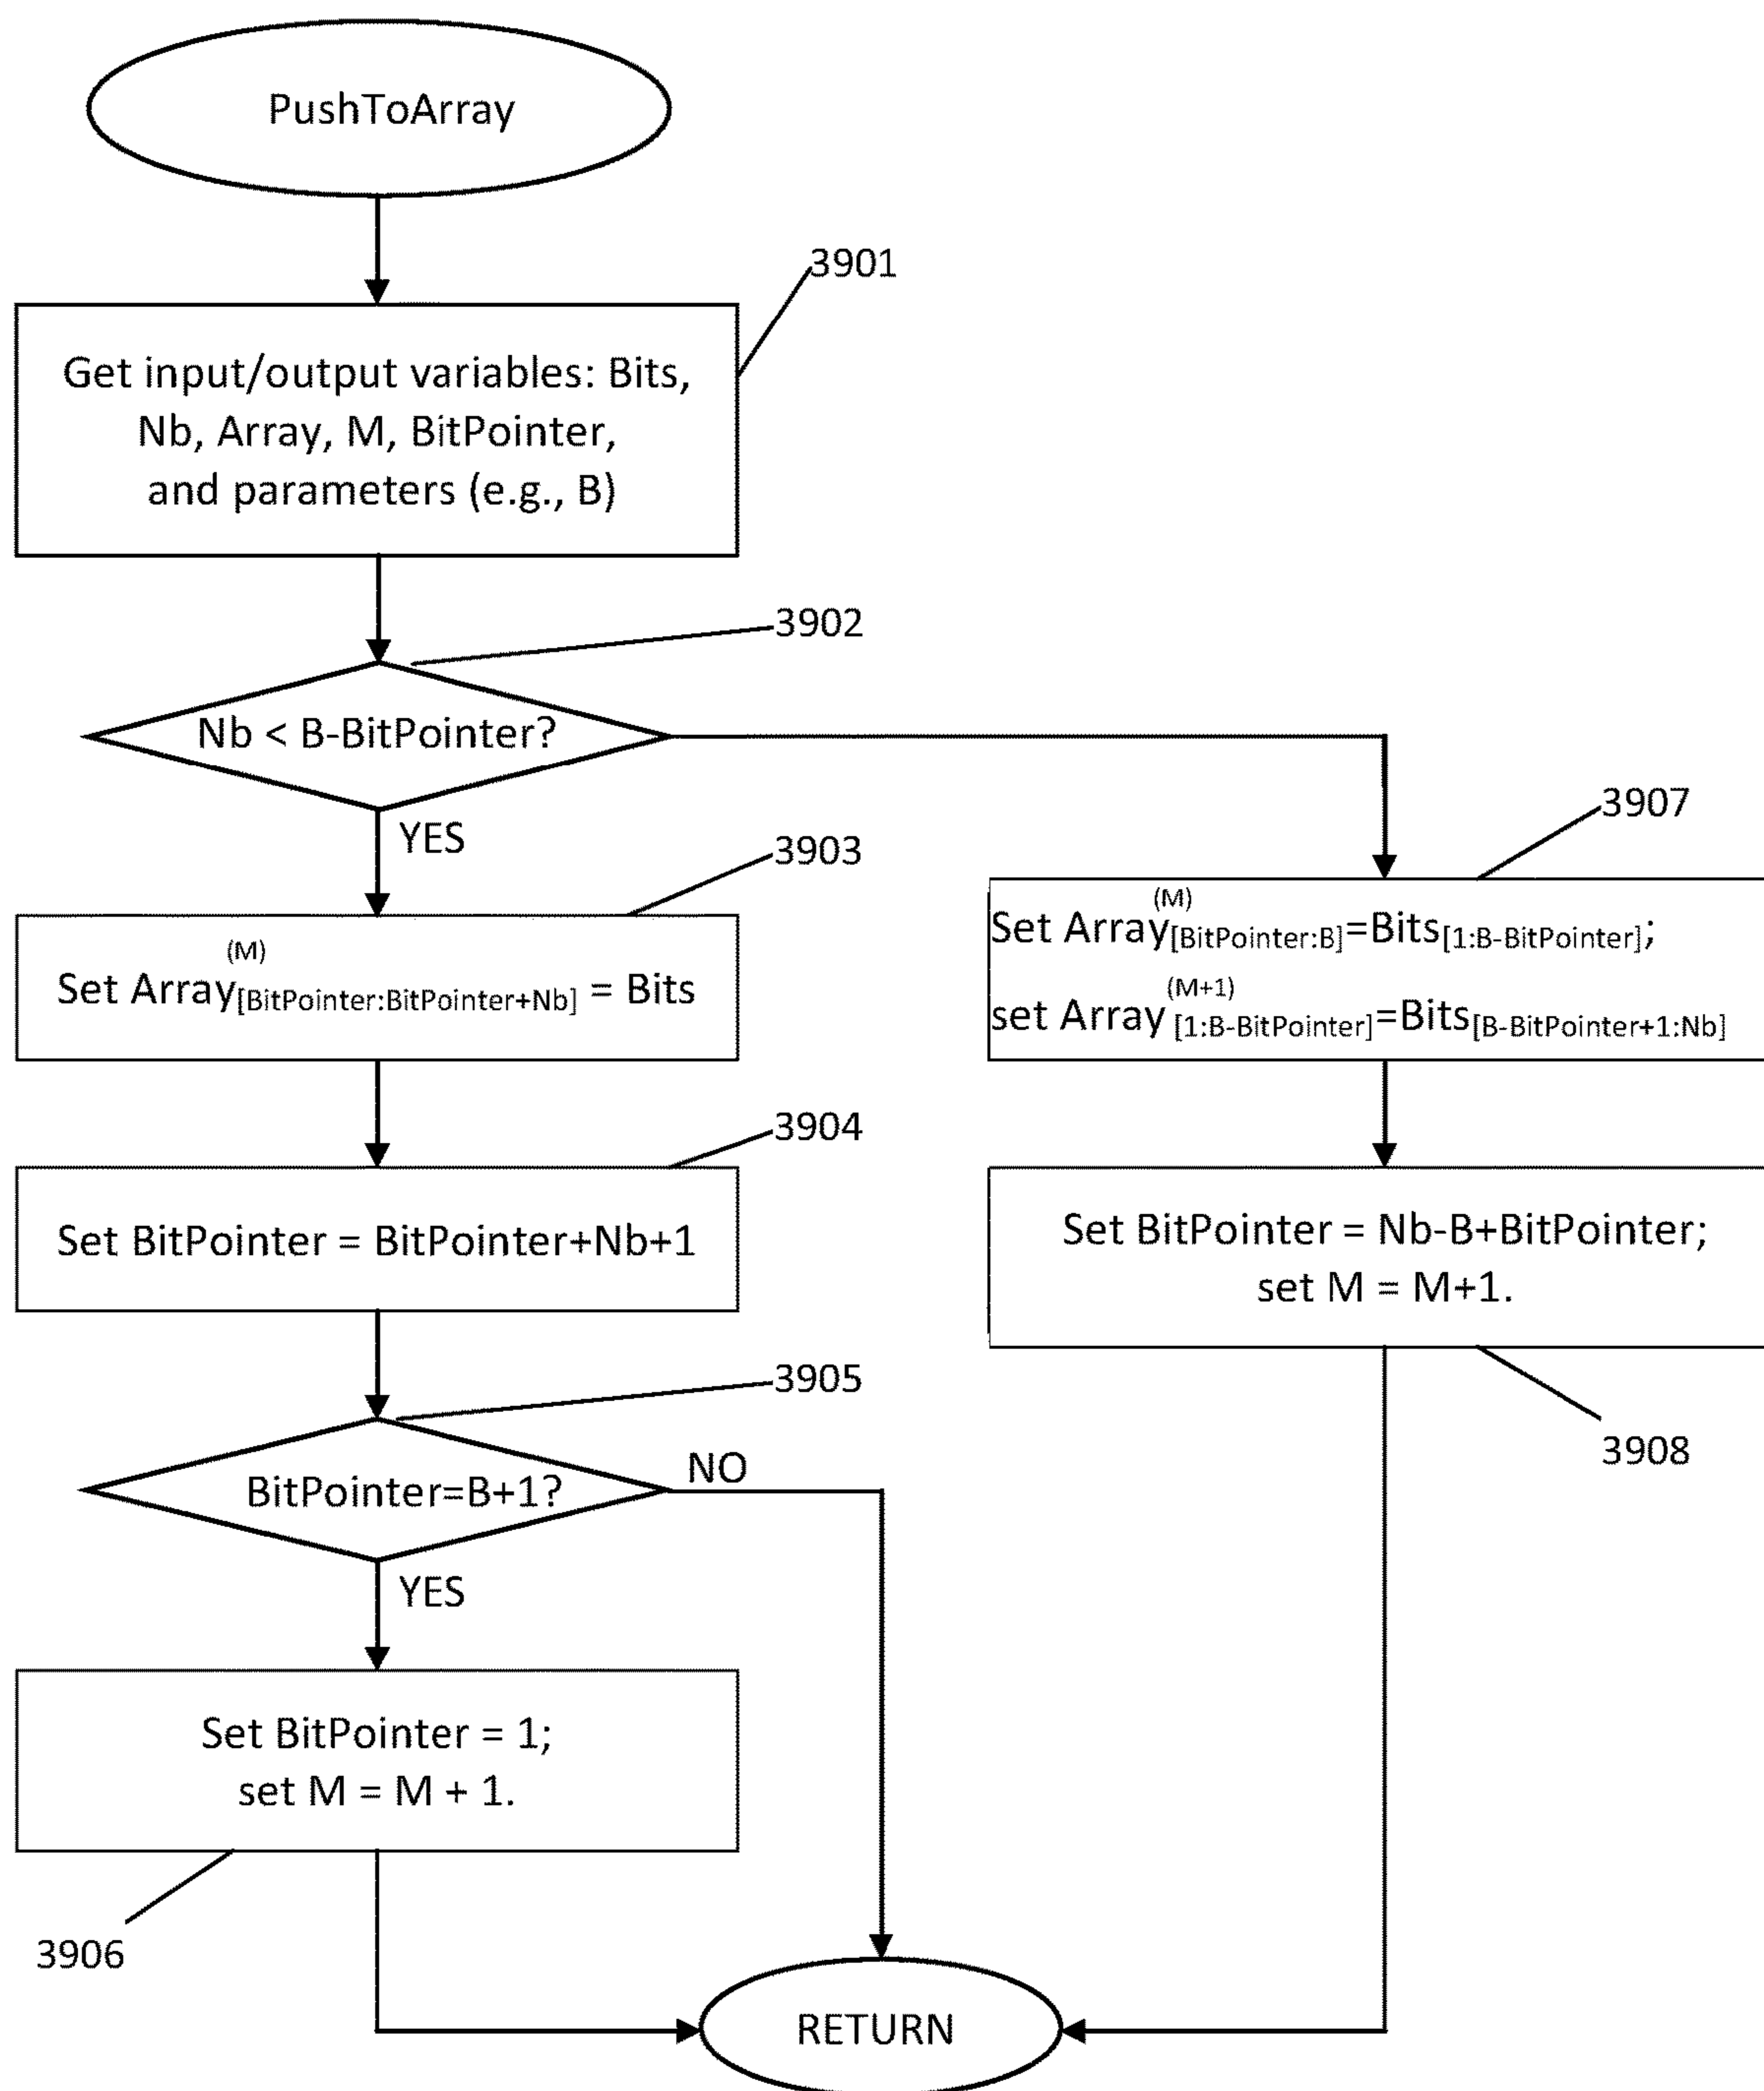 PushToArray
3901
Get input/output variables: Bits,
Nb, Array, M, BitPointer,
and parameters (e.g., B)
3902
Nb < B-BitPointer?
YES
3903
(M)
Set Array[BitPointer:BitPointer+Nb] = Bits
3904
Set BitPointer = BitPointer+Nb+1
3905
BitPointer=B+1?
NO
YES
Set BitPointer = 1;
set M = M + 1.
3906
3907
(M)
Set Array[BitPointer:B]=Bits[1:B-BitPointer];
(M+1)
set Array [1:B-BitPointer]=Bits[B-BitPointer+1:Nb]
Set BitPointer = Nb-B+BitPointer;
set M = M+1.
3908
RETURN